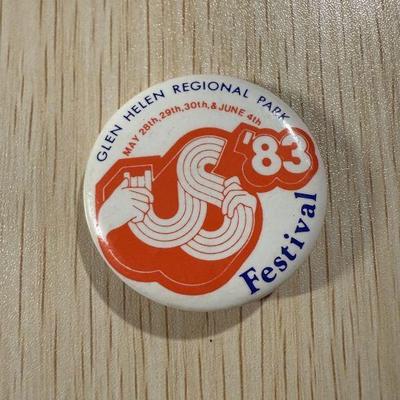 GLEN HELEN REGIONAL PARK
MAY 28th, 29th, 30th, & JUNE 4th
US
'83
Festival